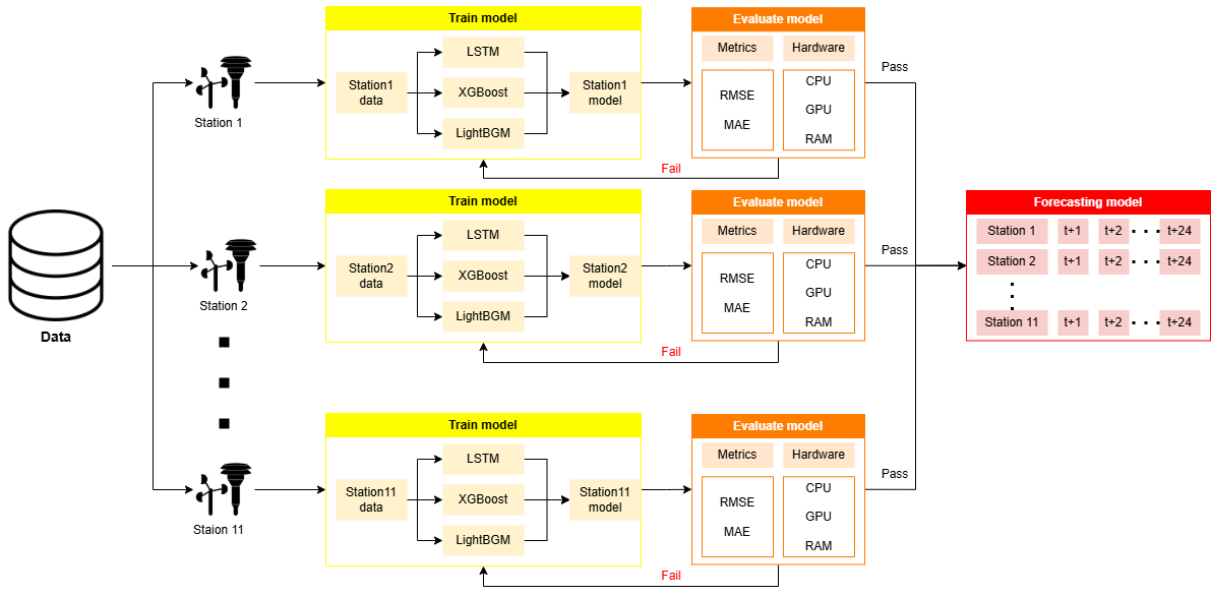 Data
Station 1
Train model
Station1
data
LSTM
XGBoost
LightBGM
Station1
model
Evaluate model
Metrics
Hardware
RMSE
MAE
CPU
GPU
RAM
Pass
Fail
Station 2
Train model
Station2
data
LSTM
XGBoost
LightBGM
Station2
model
Evaluate model
Metrics
Hardware
RMSE
MAE
CPU
GPU
RAM
Pass
Fail
Staion 11
Train model
Station11
data
LSTM
XGBoost
LightBGM
Station11
model
Evaluate model
Metrics
Hardware
RMSE
MAE
CPU
GPU
RAM
Pass
Fail
Forecasting model
Station 1 t+1 t+2 t+24
Station 2 t+1 t+2 t+24
Station 11 t+1 t+2 t+24